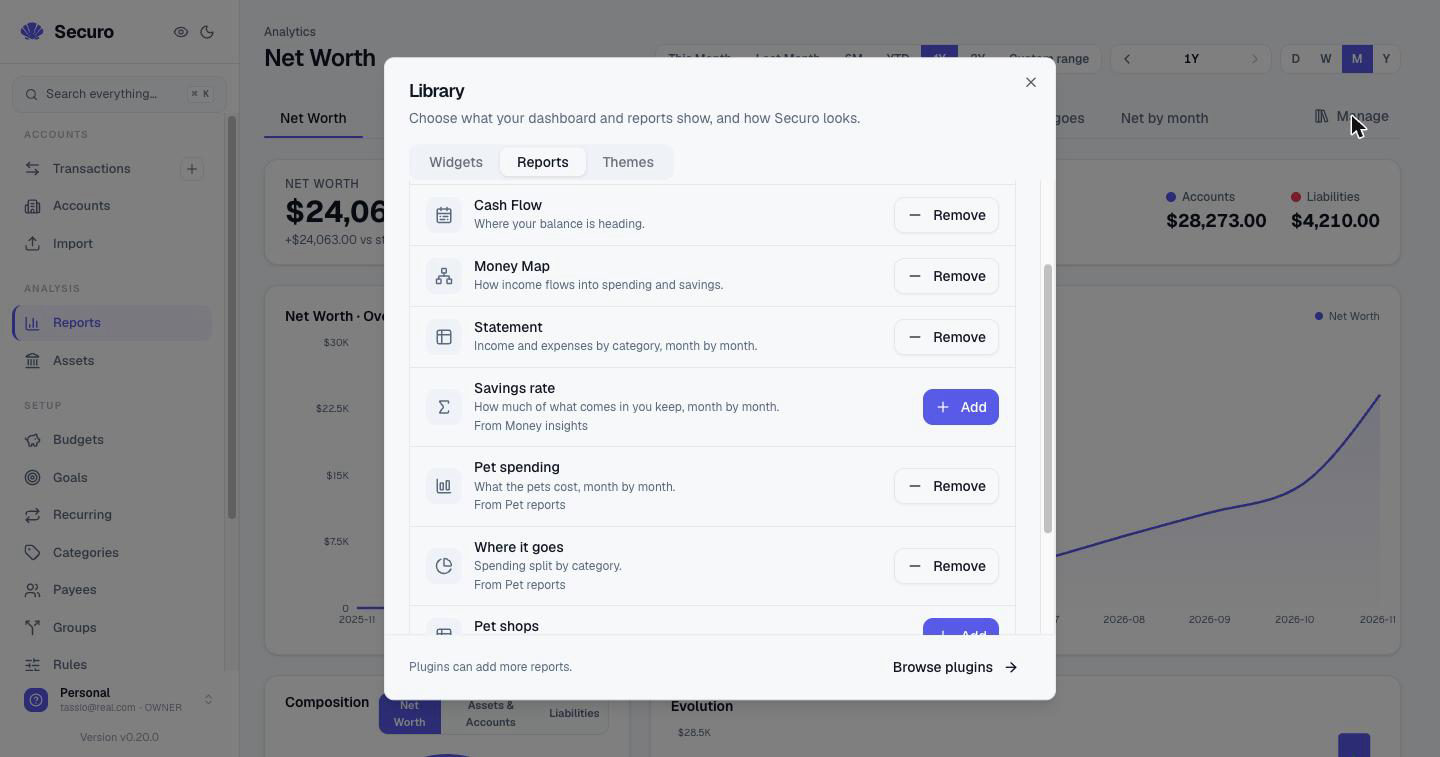 Securo
Search everything...
⌘ K
ACCOUNTS
Transactions
Accounts
Import
ANALYSIS
Reports
Assets
SETUP
Budgets
Goals
Recurring
Categories
Payees
Groups
Rules
Personal
tassio@real.com · OWNER
Version v0.20.0
Analytics
Net Worth
1Y
D W M Y
Net Worth
Net by month
Manage
NET WORTH
$24,06
+$24,063.00 vs st
Accounts
$28,273.00
Liabilities
$4,210.00
Net Worth
$30K
$22.5K
$15K
$7.5K
0
2025-11
2026-08
2026-09
2026-10
2026-11
Composition
Net Worth
Assets & Accounts
Liabilities
Evolution
$28.5K
Library
Choose what your dashboard and reports show, and how Securo looks.
Widgets
Reports
Themes
Cash Flow
Where your balance is heading.
Remove
Money Map
How income flows into spending and savings.
Remove
Statement
Income and expenses by category, month by month.
Remove
Savings rate
How much of what comes in you keep, month by month.
From Money insights
Add
Pet spending
What the pets cost, month by month.
From Pet reports
Remove
Where it goes
Spending split by category.
From Pet reports
Remove
Pet shops
Add
Plugins can add more reports.
Browse plugins